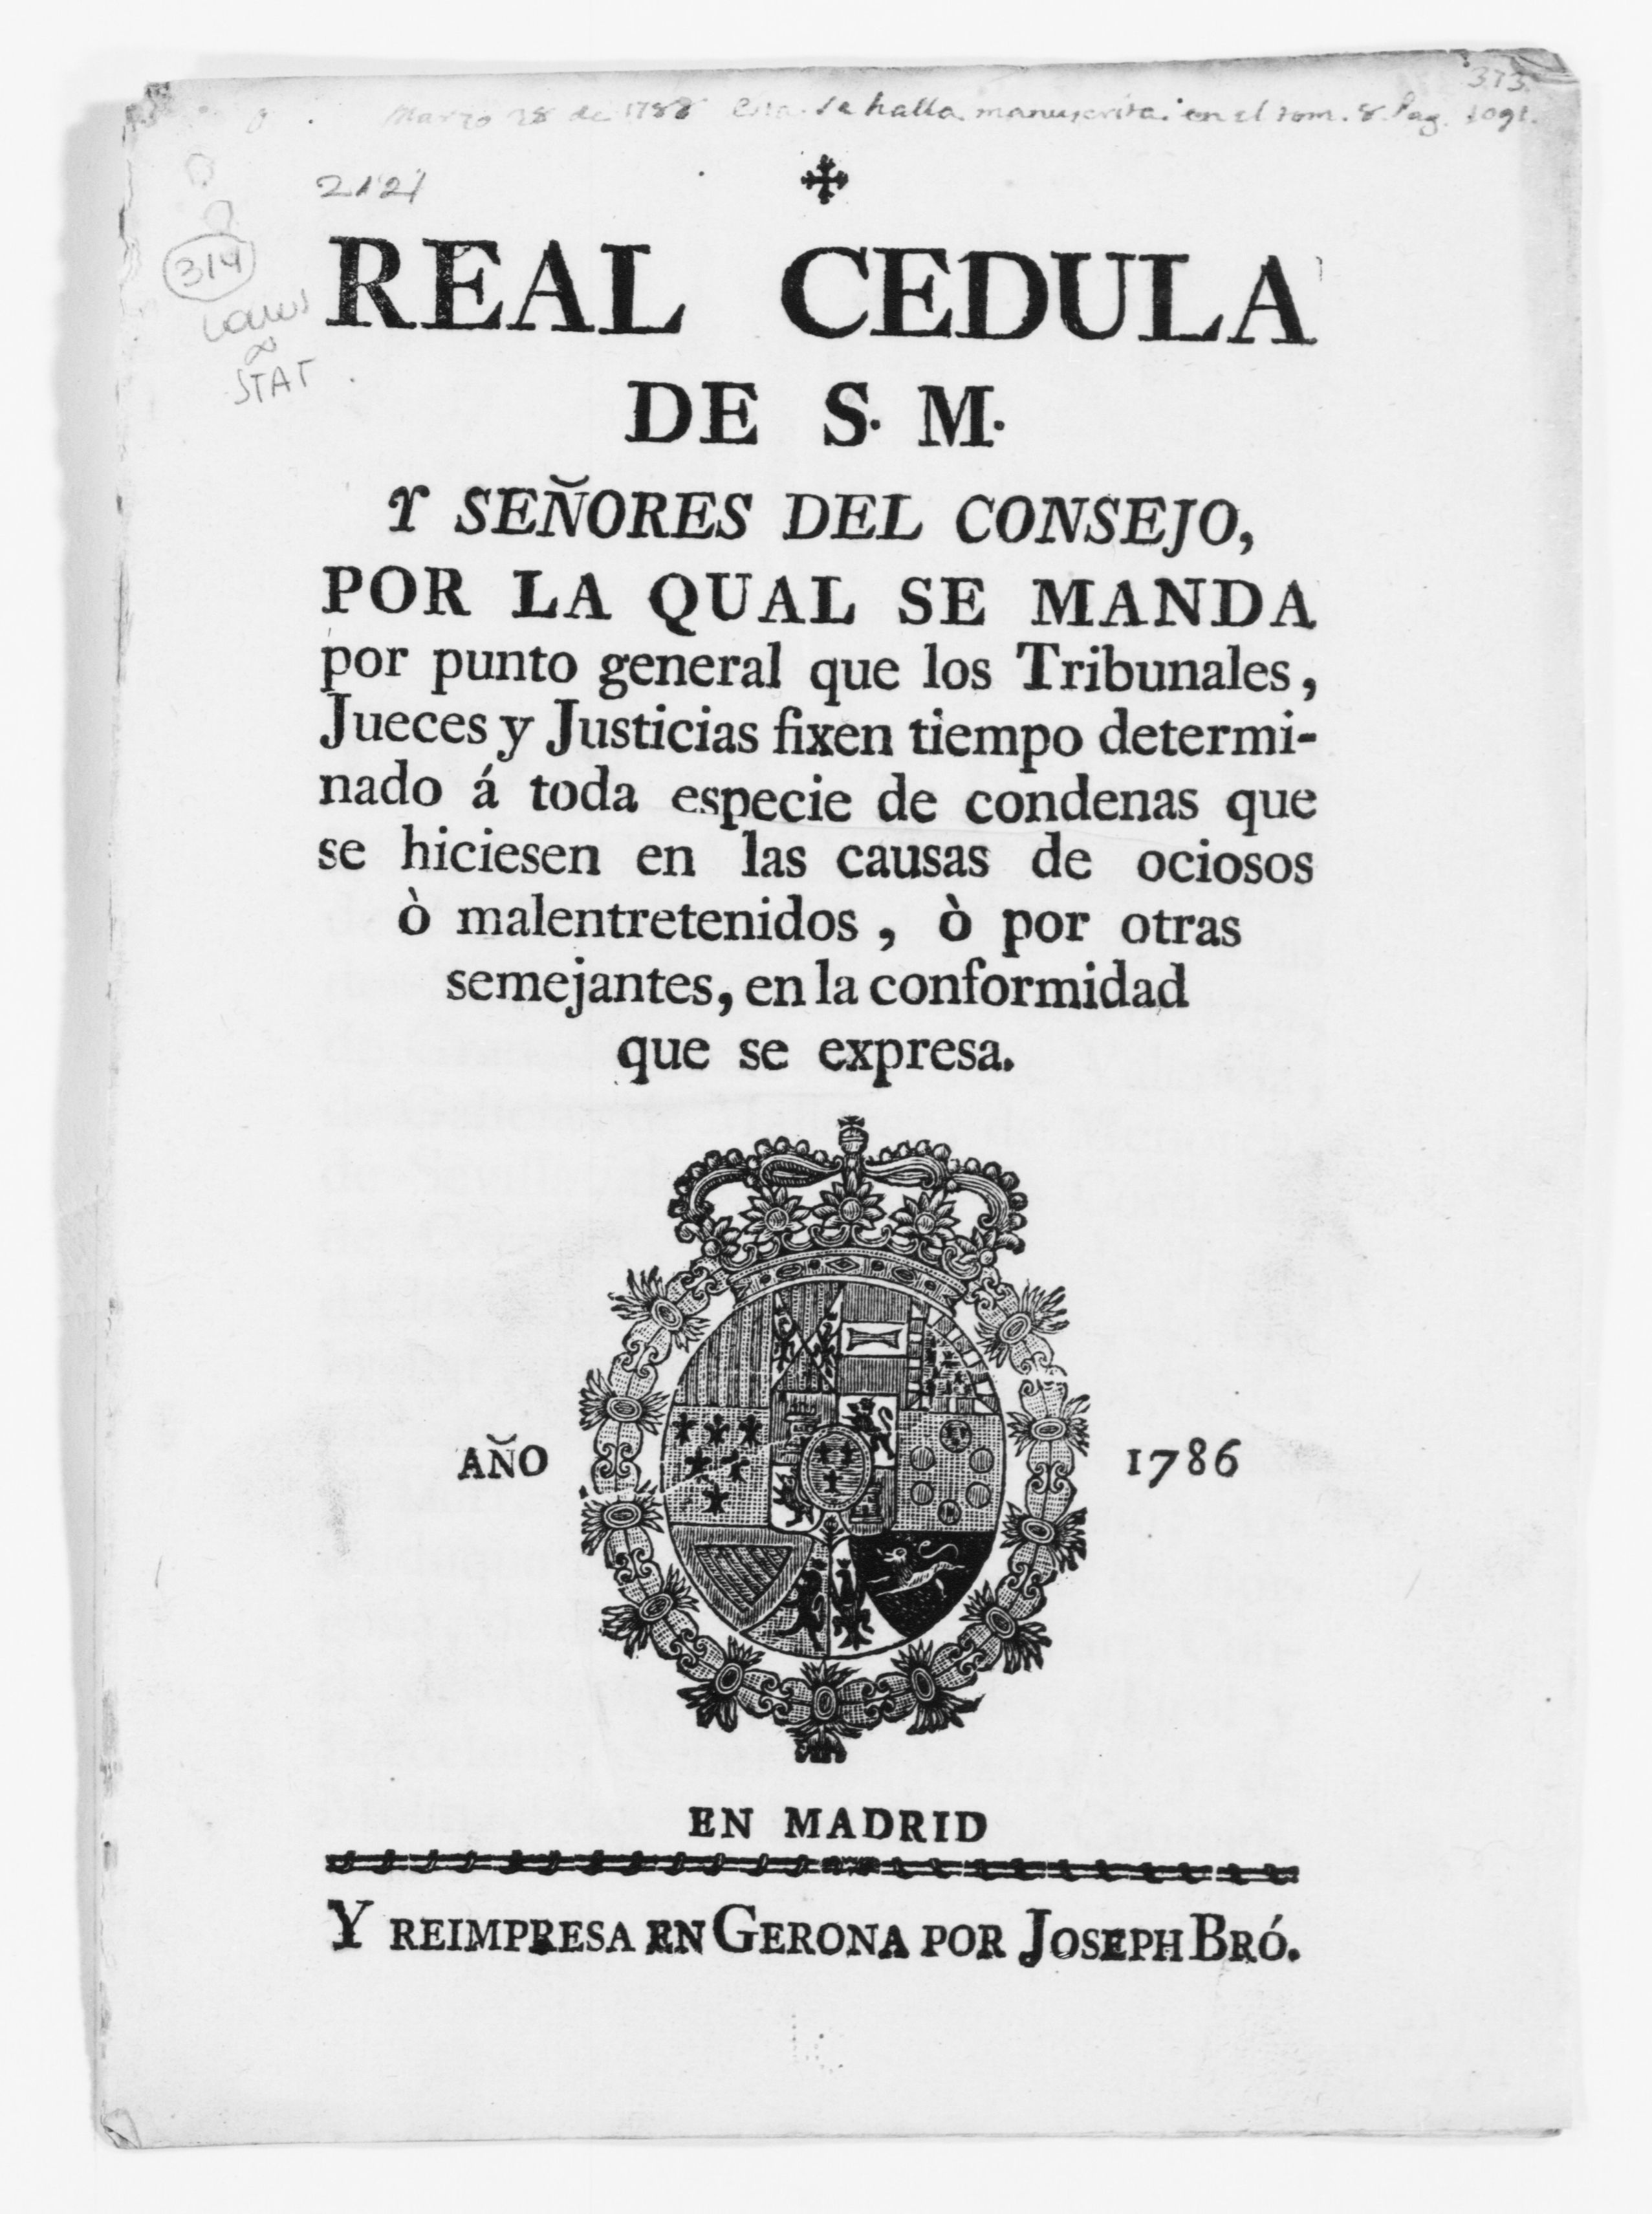 373.
Marzo 28 de 1788 Esta se halla manuscrita en el tom. 8. Pag. 1091.
2121
314
Laws
STAT
REAL CEDULA
DE S. M.
Y SEÑORES DEL CONSEJO,
POR LA QUAL SE MANDA
por punto general que los Tribunales,
Jueces y Justicias fixen tiempo determi-
nado á toda especie de condenas que
se hiciesen en las causas de ociosos
ò malentretenidos, ò por otras
semejantes, en la conformidad
que se expresa.
AÑO 1786
EN MADRID
Y REIMPRESA EN GERONA POR JOSEPH BRÓ.